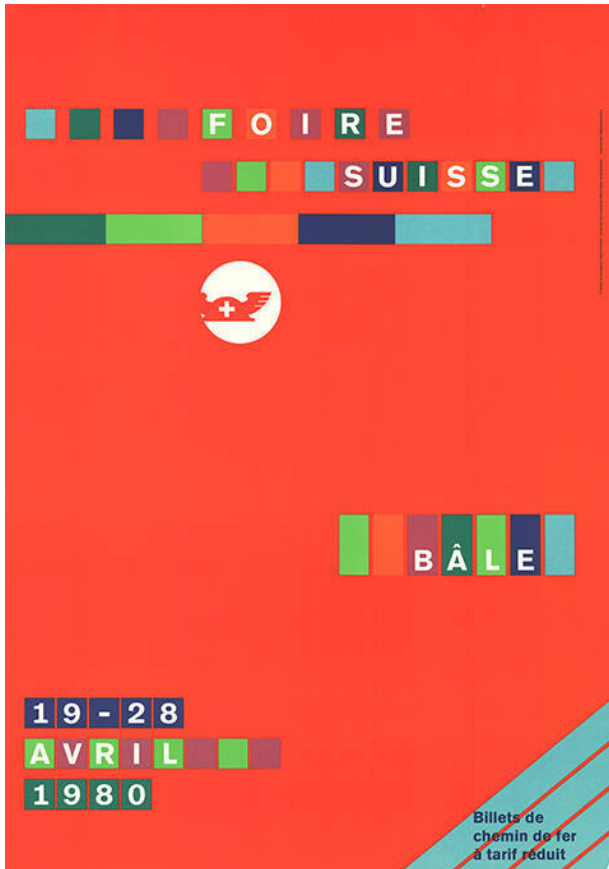 FOIRE
SUISSE
BÂLE
19-28
AVRIL
1980
Billets de
chemin de fer
à tarif réduit